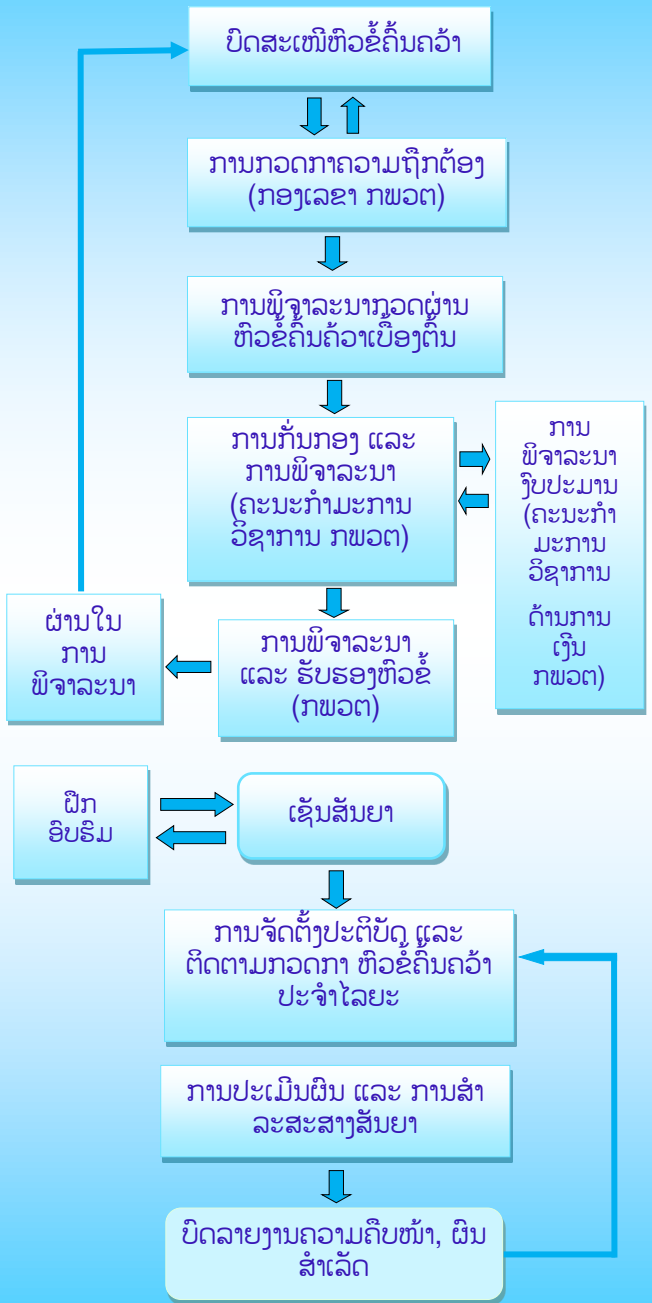 ບົດສະເໜີຫົວຂໍ້ຄົ້ນຄວ້າ
ການກວດກາຄວາມຖືກຕ້ອງ
(ກອງເລຂາ ກພວຕ)
ການພິຈາລະນາກວດຜ່ານ
ຫົວຂໍ້ຄົ້ນຄ້ວາເບື້ອງຕົ້ນ
ການກັ່ນກອງ ແລະ
ການພິຈາລະນາ
(ຄະນະກຳມະການ
ວິຊາການ ກພວຕ)
ການ
ພິຈາລະນາ
ງົບປະມານ
(ຄະນະກຳ
ມະການ
ວິຊາການ
ດ້ານການ
ເງີນ
ກພວຕ)
ຜ່ານໃນ
ການ
ພິຈາລະນາ
ການພິຈາລະນາ
ແລະ ຮັບຮອງຫົວຂໍ້
(ກພວຕ)
ຝຶກ
ອົບຮົມ
ເຊັນສັນຍາ
ການຈັດຕັ້ງປະຕິບັດ ແລະ
ຕິດຕາມກວດກາ ຫົວຂໍ້ຄົ້ນຄວ້າ
ປະຈຳໄລຍະ
ການປະເມີນຜົນ ແລະ ການສຳ
ລະສະສາງສັນຍາ
ບົດລາຍງານຄວາມຄືບໜ້າ, ຜົນ
ສຳເລັດ